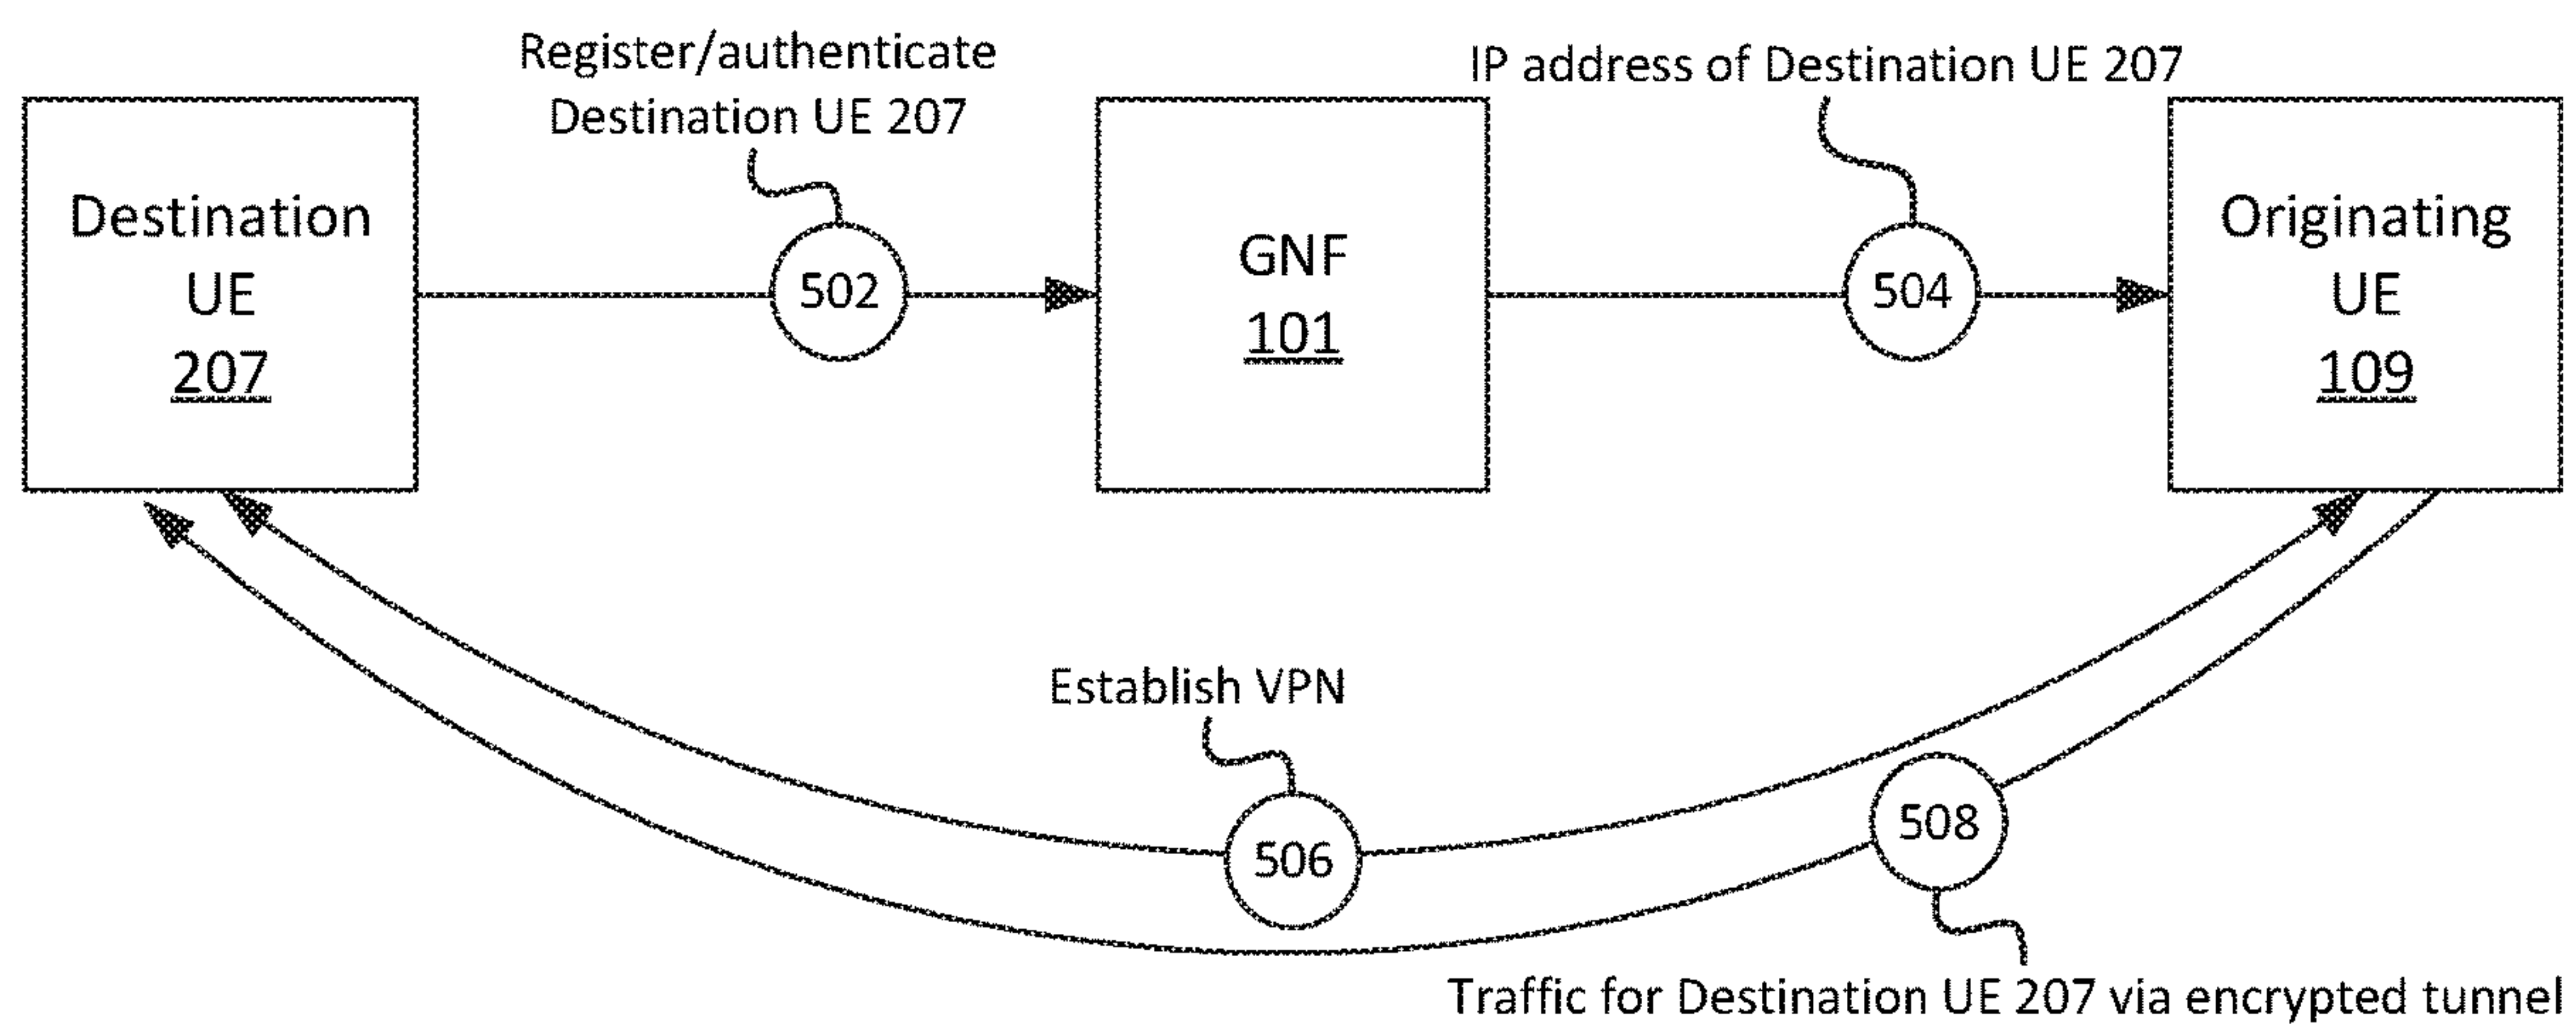 Register/authenticate
Destination UE 207
IP address of Destination UE 207
Destination
UE
207
502
GNF
101
504
Originating
UE
109
Establish VPN
506
508
Traffic for Destination UE 207 via encrypted tunnel